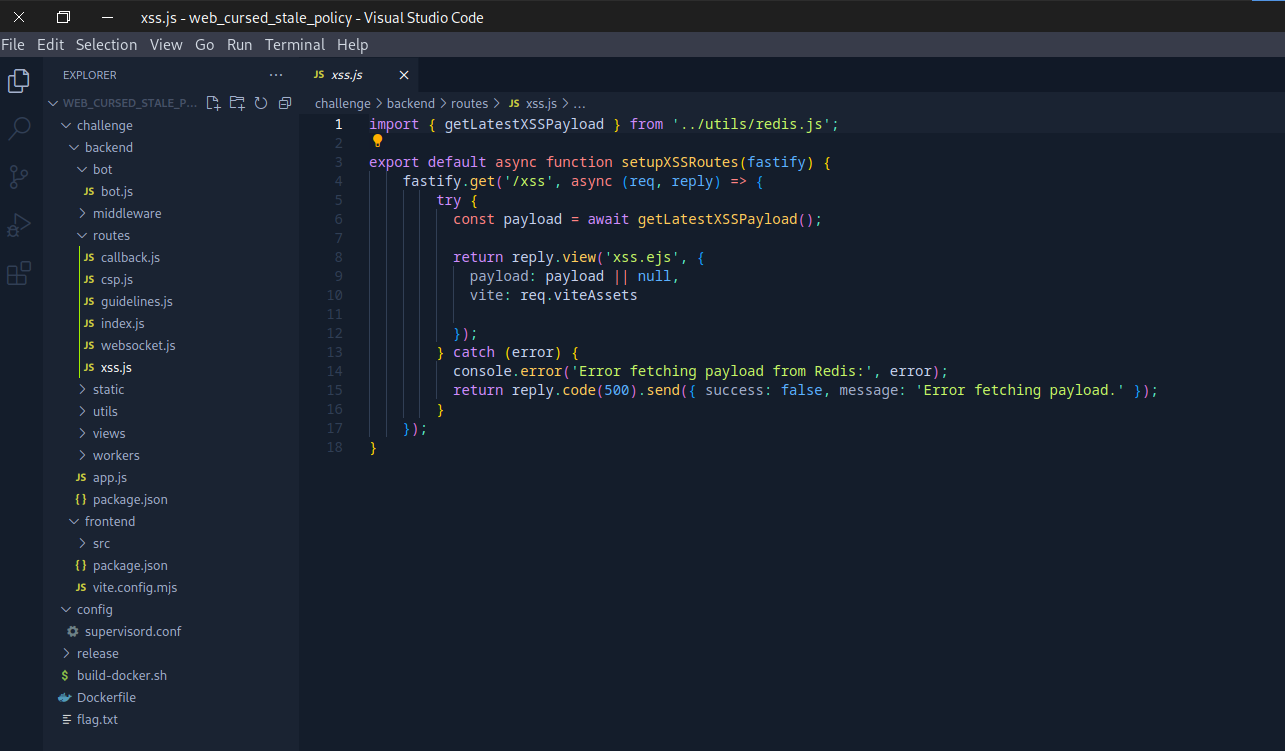 xss.js - web_cursed_stale_policy - Visual Studio Code
File Edit Selection View Go Run Terminal Help
EXPLORER ...
JS xss.js
WEB_CURSED_STALE_P...
challenge > backend > routes > JS xss.js > ...
challenge
backend
bot
JS bot.js
middleware
routes
JS callback.js
JS csp.js
JS guidelines.js
JS index.js
JS websocket.js
JS xss.js
static
utils
views
workers
JS app.js
{} package.json
frontend
src
{} package.json
JS vite.config.mjs
config
supervisord.conf
release
$ build-docker.sh
Dockerfile
flag.txt
1 import { getLatestXSSPayload } from '../utils/redis.js';
2
3 export default async function setupXSSRoutes(fastify) {
4 fastify.get('/xss', async (req, reply) => {
5 try {
6 const payload = await getLatestXSSPayload();
7
8 return reply.view('xss.ejs', {
9 payload: payload || null,
10 vite: req.viteAssets
11
12 });
13 } catch (error) {
14 console.error('Error fetching payload from Redis:', error);
15 return reply.code(500).send({ success: false, message: 'Error fetching payload.' });
16 }
17 });
18 }